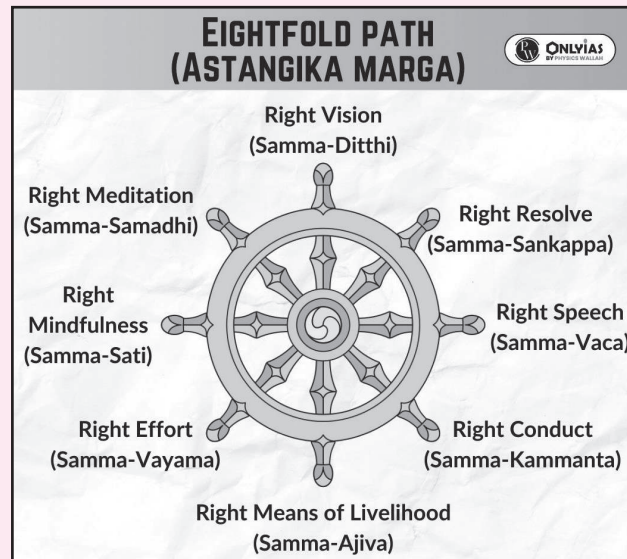 EIGHTFOLD PATH
(ASTANGIKA MARGA)
PW
ONLYIAS
BY PHYSICS WALLAH
Right Vision
(Samma-Ditthi)
Right Resolve
(Samma-Sankappa)
Right Speech
(Samma-Vaca)
Right Conduct
(Samma-Kammanta)
Right Means of Livelihood
(Samma-Ajiva)
Right Effort
(Samma-Vayama)
Right
Mindfulness
(Samma-Sati)
Right Meditation
(Samma-Samadhi)